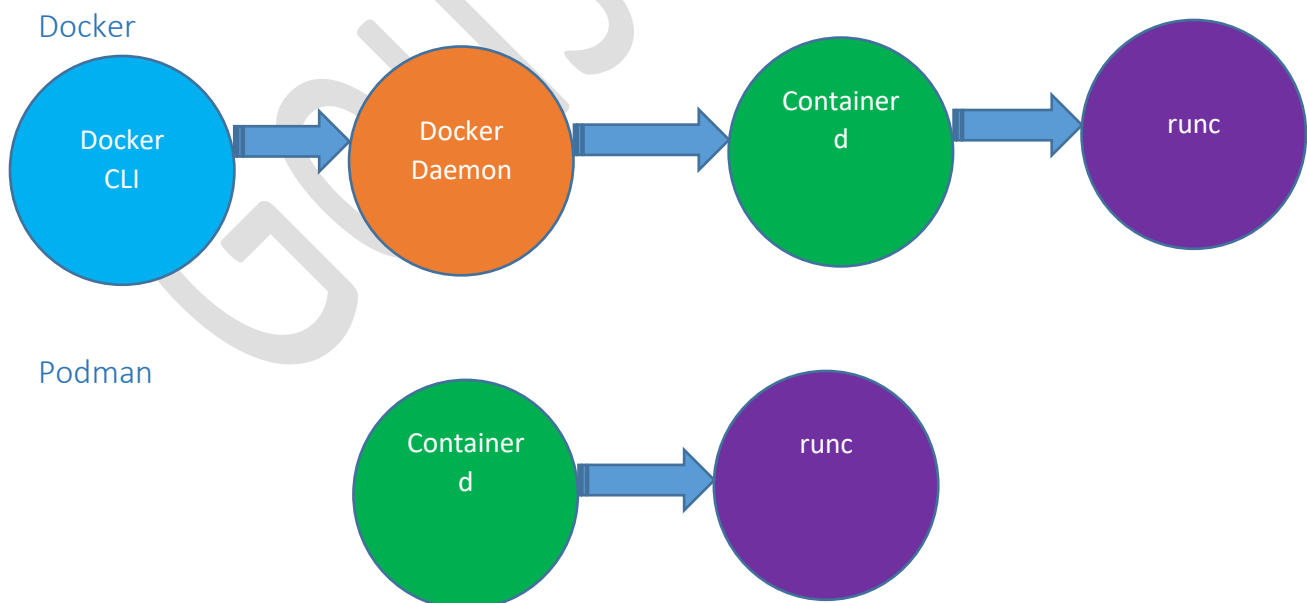 Docker
Docker
CLI
Docker
Daemon
Container
d
runc
Podman
Container
d
runc